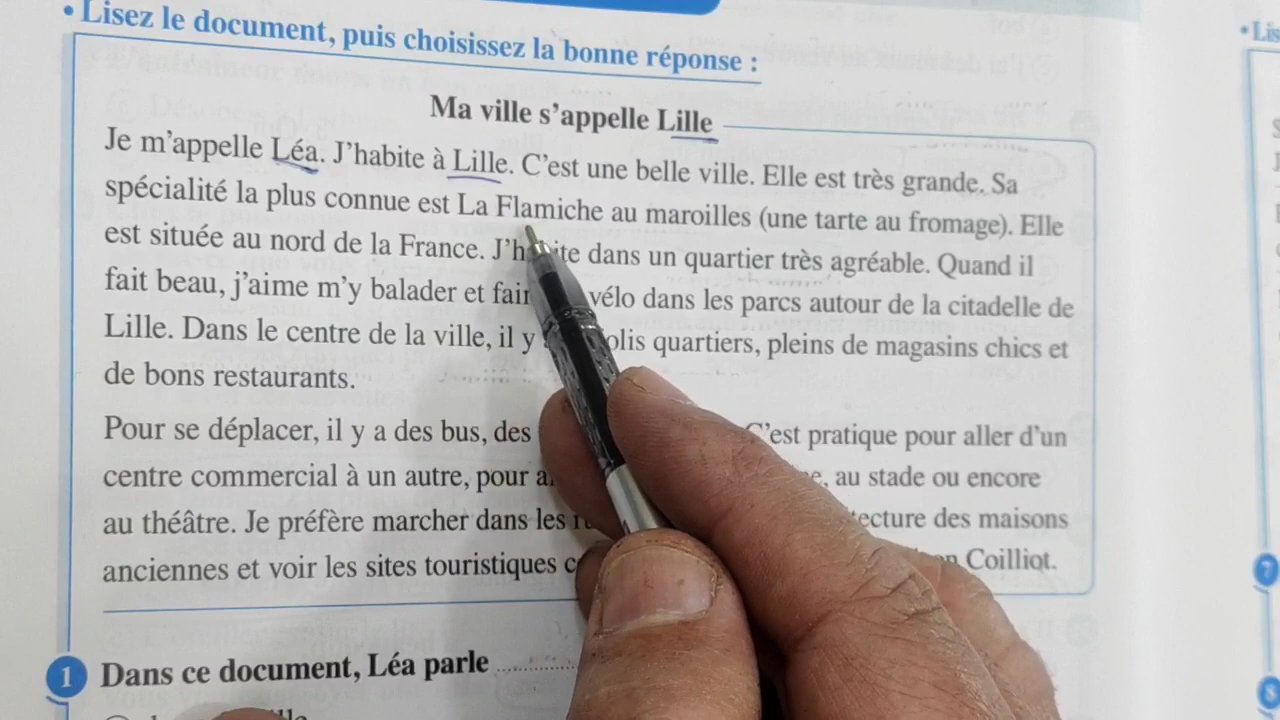 • Lisez le document, puis choisissez la bonne réponse :
Ma ville s'appelle Lille
Je m'appelle Léa. J'habite à Lille. C'est une belle ville. Elle est très grande. Sa
spécialité la plus connue est La Flamiche au maroilles (une tarte au fromage). Elle
est située au nord de la France. J'habite dans un quartier très agréable. Quand il
fait beau, j'aime m'y balader et vélo dans les parcs autour de la citadelle de
Lille. Dans le centre de la ville, il y quartiers, pleins de magasins chics et
de bons restaurants.
Pour se déplacer, il y a des bus, des C'est pratique pour aller d'un
centre commercial à un autre, pour au stade ou encore
au théâtre. Je préfère marcher dans les des maisons
anciennes et voir les sites touristiques Coilliot.
1 Dans ce document, Léa parle ............
• Lis
7
8